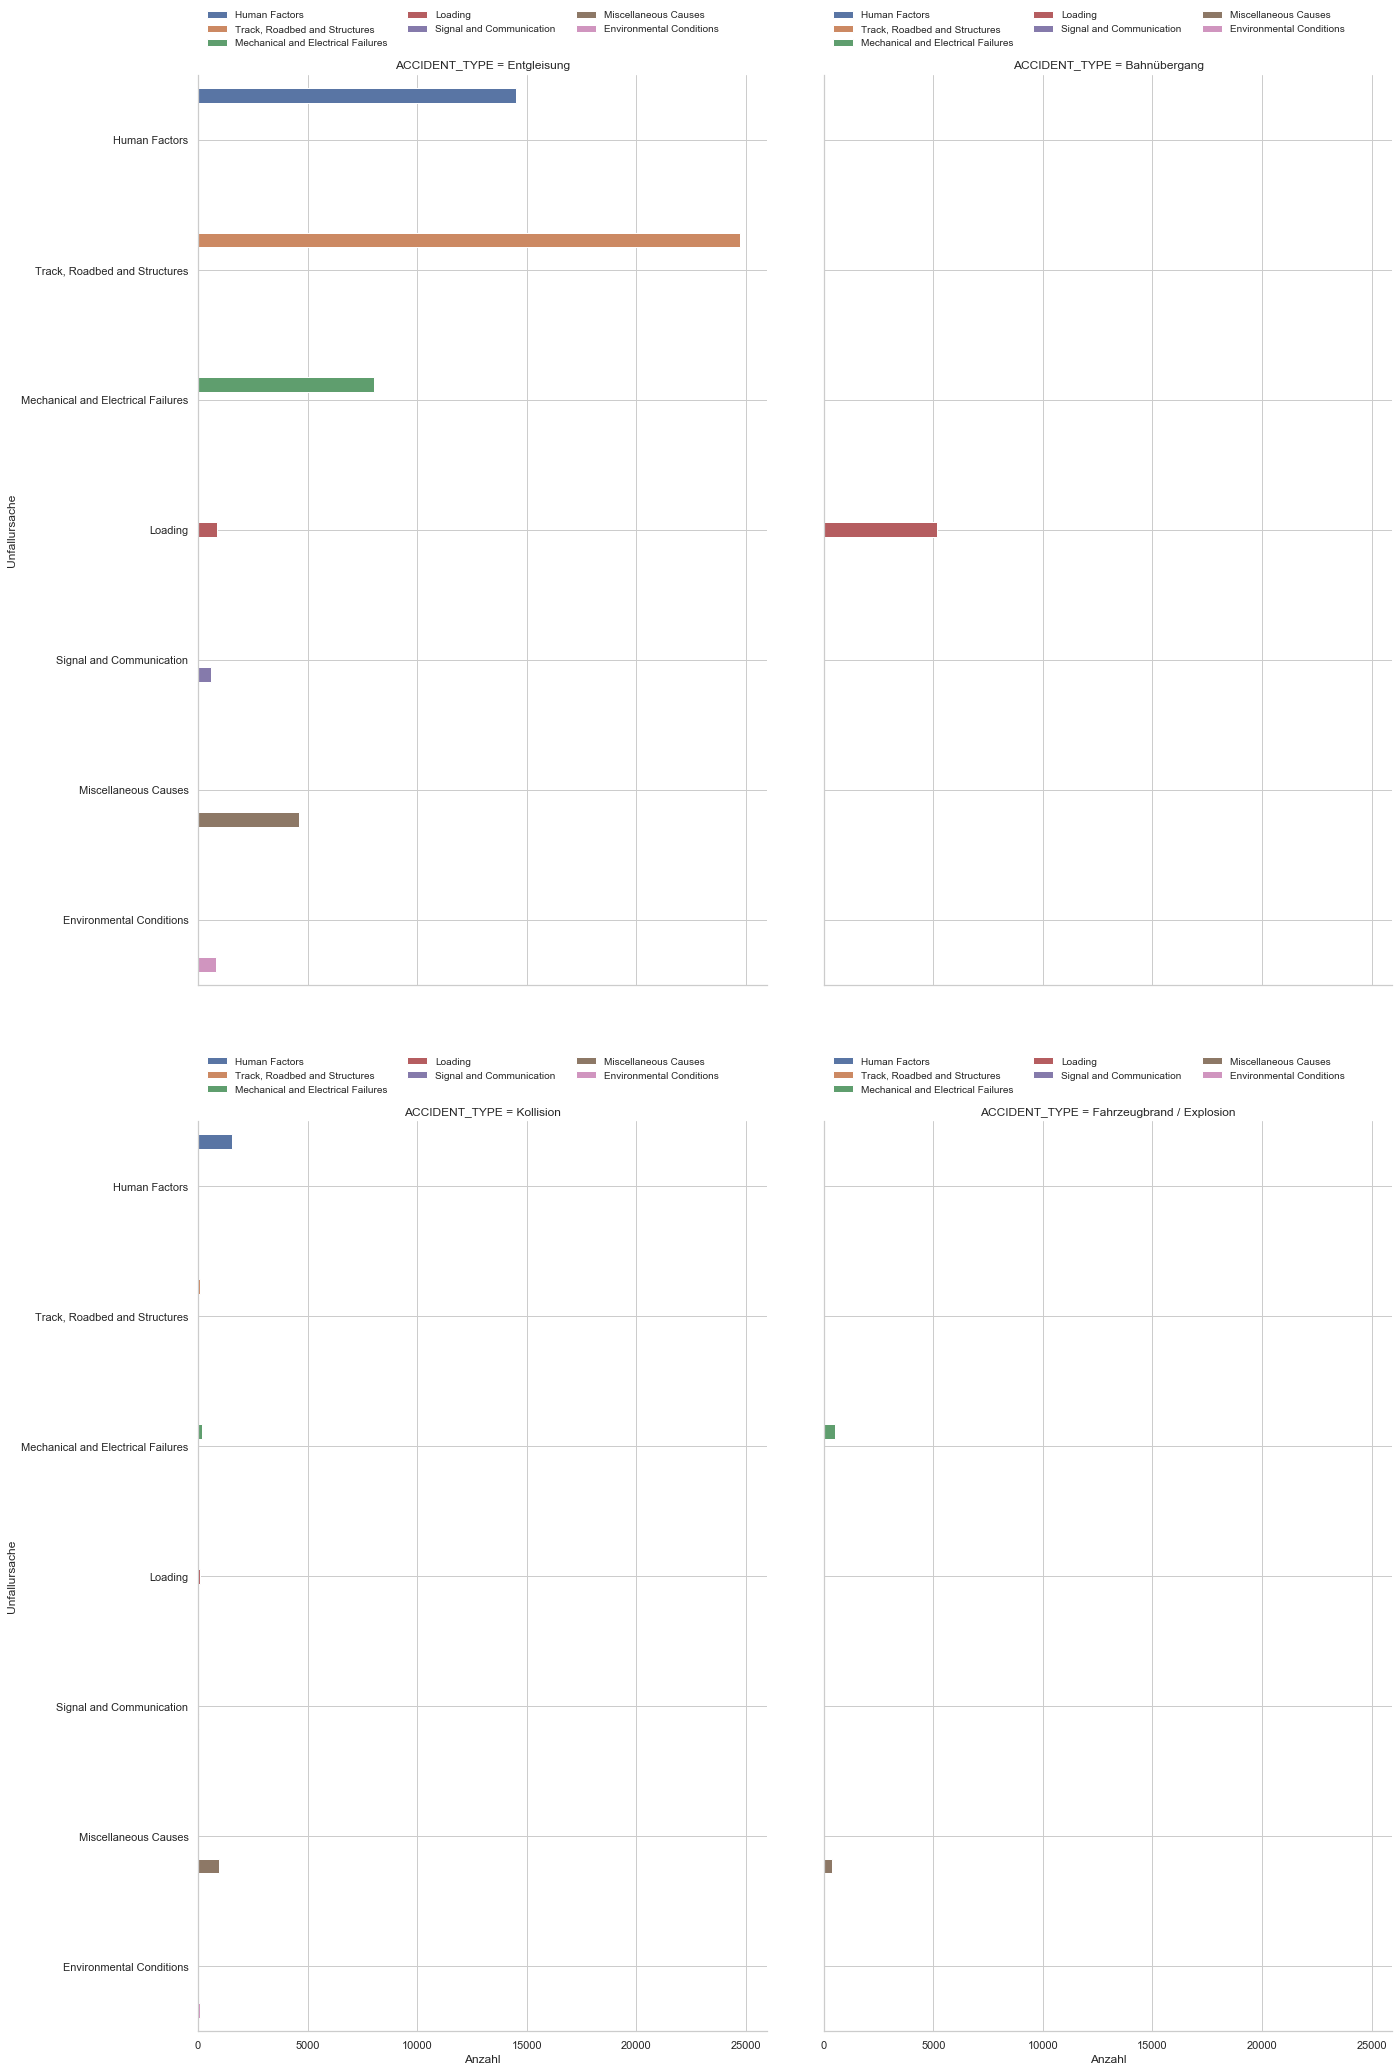 Human Factors Loading Miscellaneous Causes
Track, Roadbed and Structures Signal and Communication Environmental Conditions
Mechanical and Electrical Failures
ACCIDENT_TYPE = Entgleisung
Human Factors
Track, Roadbed and Structures
Mechanical and Electrical Failures
Loading
Signal and Communication
Miscellaneous Causes
Environmental Conditions
Unfallursache
Human Factors Loading Miscellaneous Causes
Track, Roadbed and Structures Signal and Communication Environmental Conditions
Mechanical and Electrical Failures
ACCIDENT_TYPE = Bahnübergang
Human Factors Loading Miscellaneous Causes
Track, Roadbed and Structures Signal and Communication Environmental Conditions
Mechanical and Electrical Failures
ACCIDENT_TYPE = Kollision
Human Factors
Track, Roadbed and Structures
Mechanical and Electrical Failures
Loading
Signal and Communication
Miscellaneous Causes
Environmental Conditions
Unfallursache
0 5000 10000 15000 20000 25000
Anzahl
Human Factors Loading Miscellaneous Causes
Track, Roadbed and Structures Signal and Communication Environmental Conditions
Mechanical and Electrical Failures
ACCIDENT_TYPE = Fahrzeugbrand / Explosion
0 5000 10000 15000 20000 25000
Anzahl